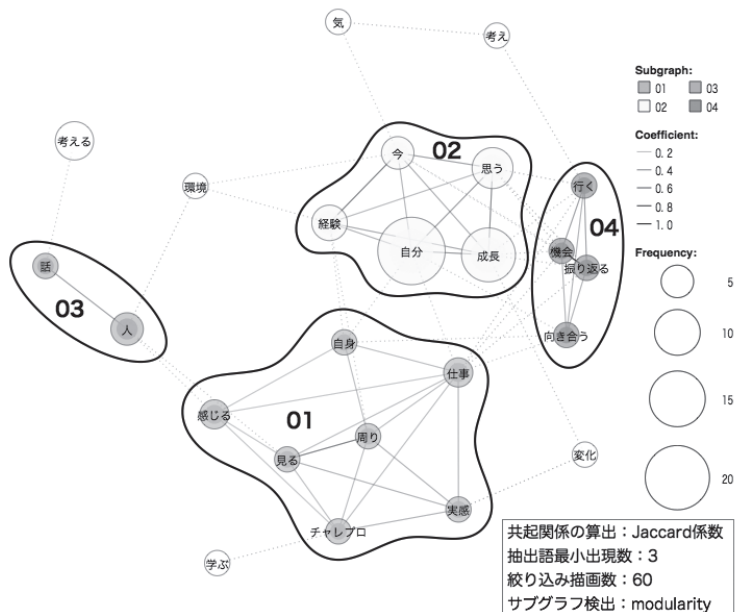 気
考え
Subgraph:
01 03
02 04
考える
Coefficient:
0. 2
0. 4
0. 6
0. 8
1. 0
今
02
思う
環境
行く
経験
04
自分
成長
機会
振り返る
Frequency:
5
話
03
人
10
向き合う
自身
仕事
15
感じる
01
周り
見る
変化
20
実感
チャレプロ
学ぶ
共起関係の算出：Jaccard係数
抽出語最小出現数：3
絞り込み描画数：60
サブグラフ検出：modularity